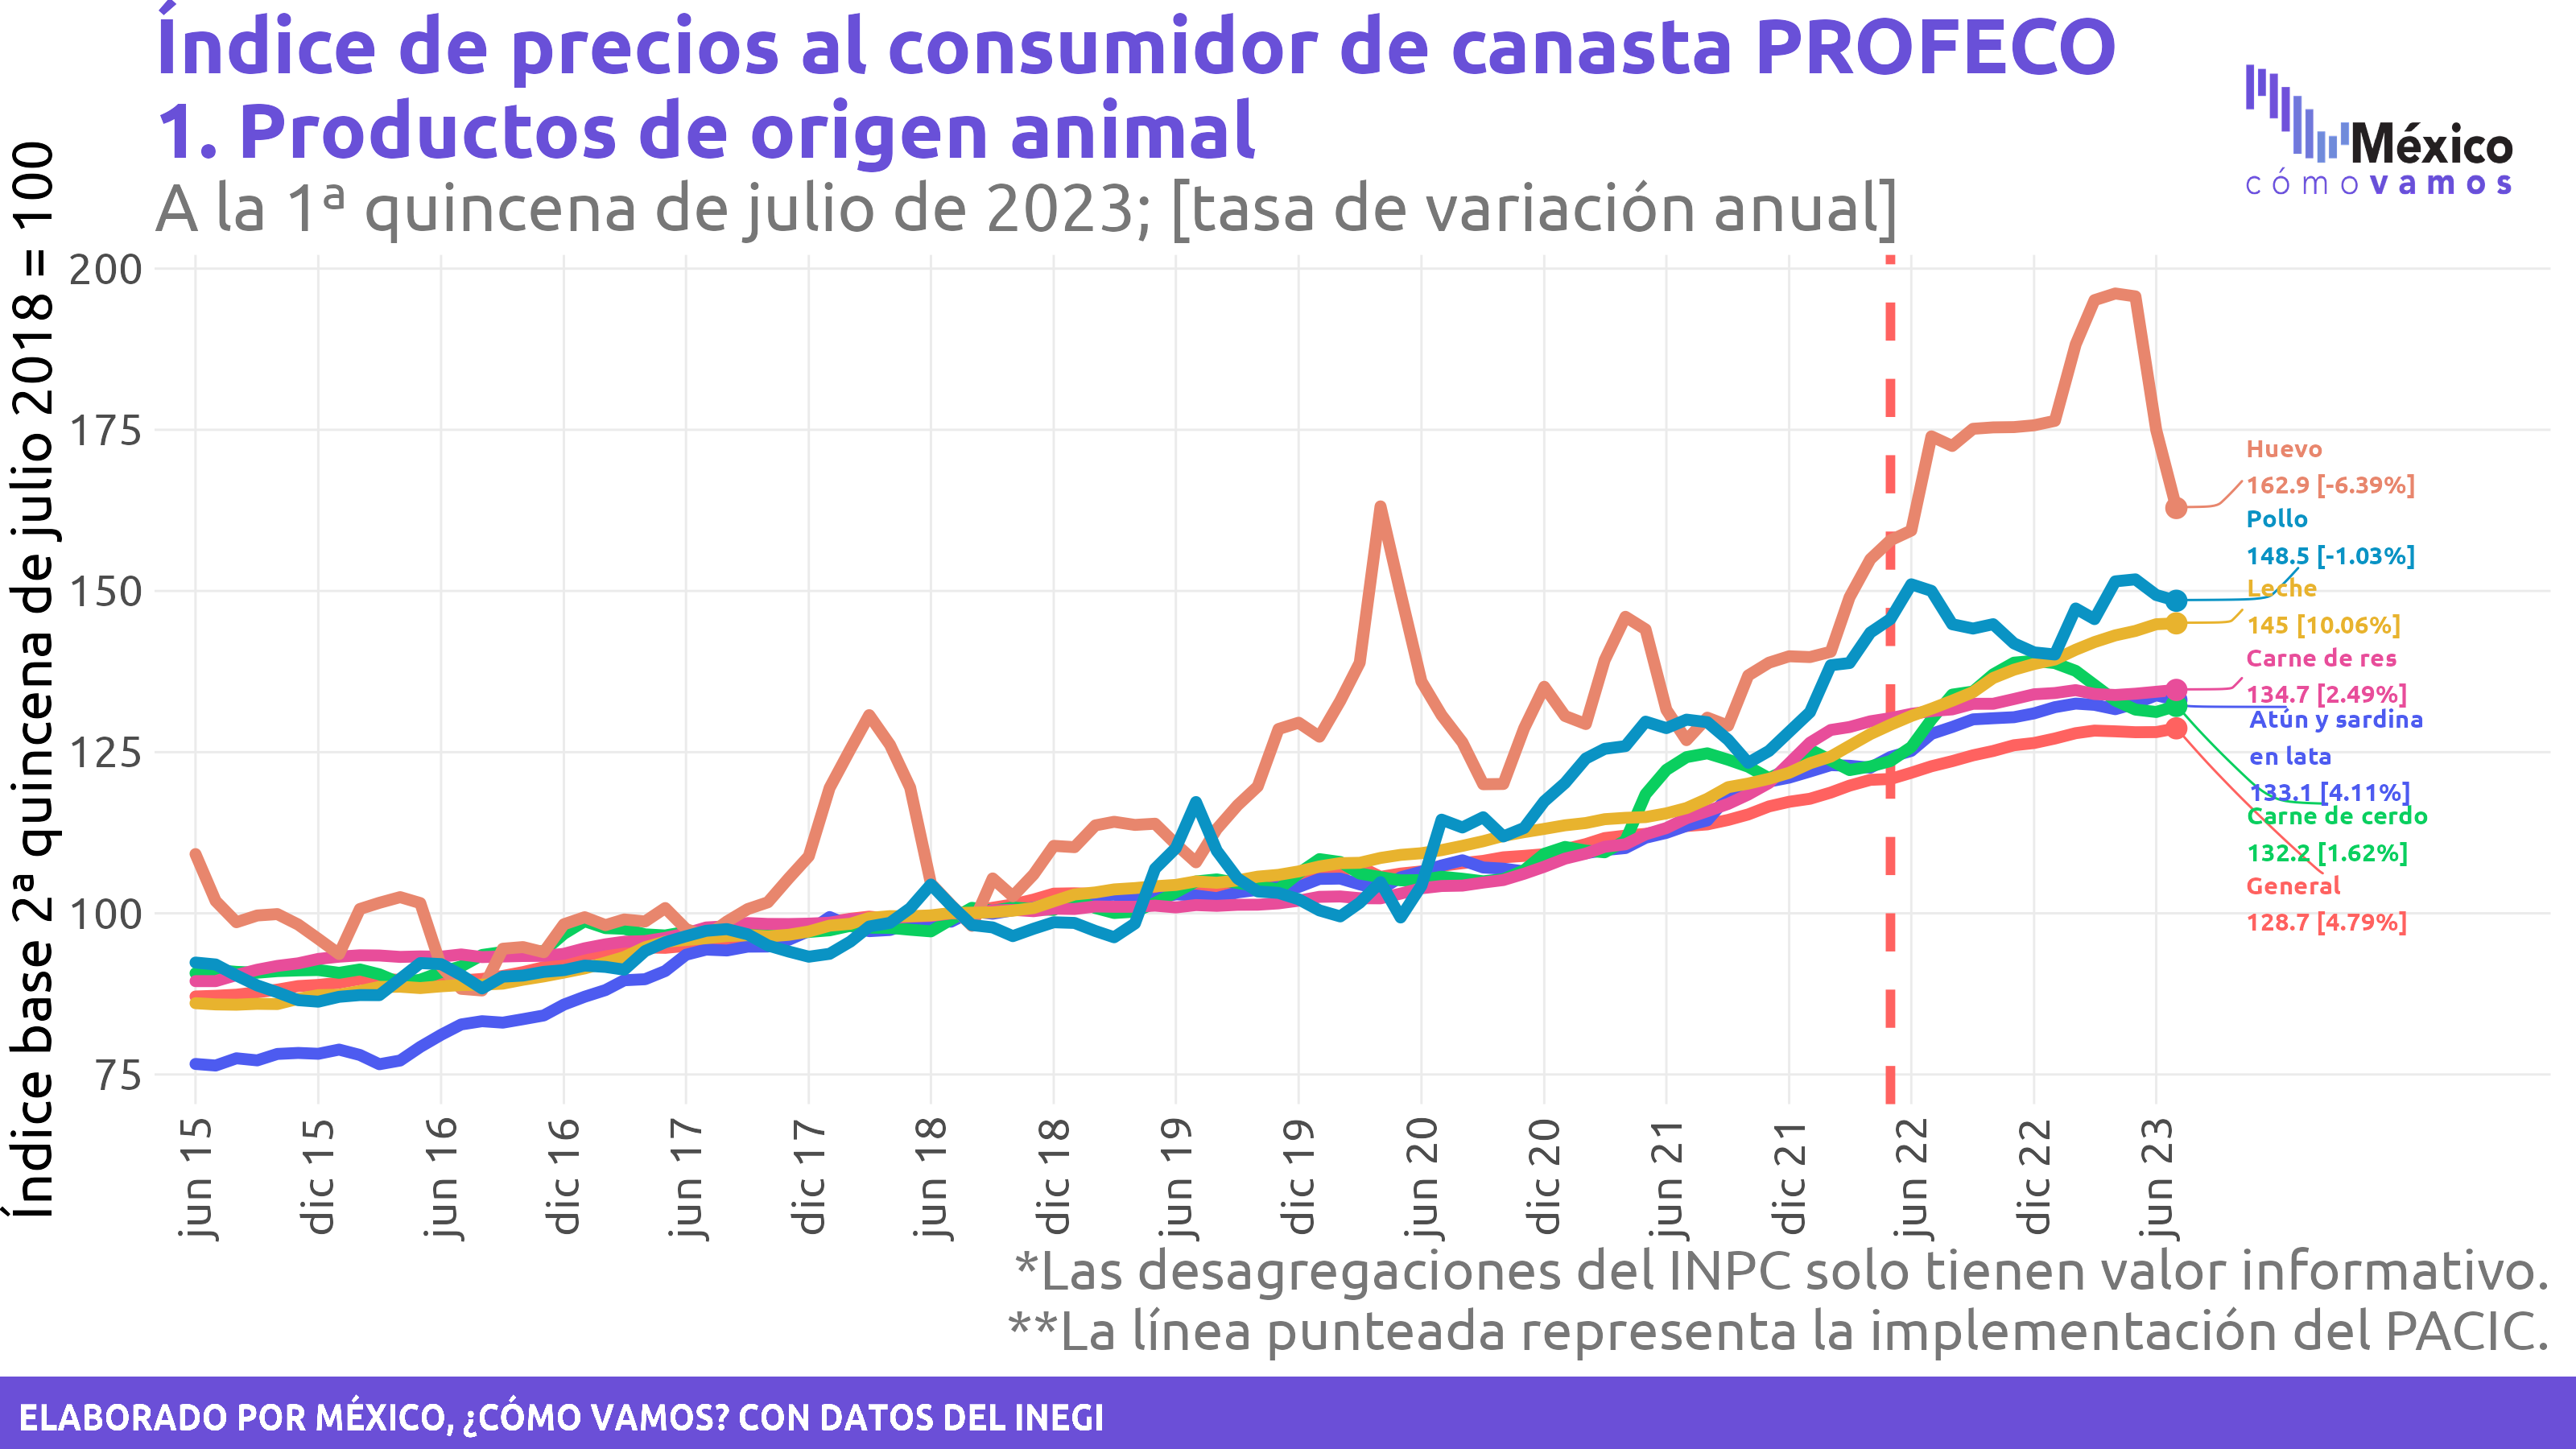 Índice de precios al consumidor de canasta PROFECO
1. Productos de origen animal
A la 1ª quincena de julio de 2023; [tasa de variación anual]
México
cómo vamos
Índice base 2ª quincena de julio 2018 = 100
200
175
150
125
100
75
Huevo
162.9 [-6.39%]
Pollo
148.5 [-1.03%]
Leche
145 [10.06%]
Carne de res
134.7 [2.49%]
Atún y sardina
en lata
133.1 [4.11%]
Carne de cerdo
132.2 [1.62%]
General
128.7 [4.79%]
jun 15
dic 15
jun 16
dic 16
jun 17
dic 17
jun 18
dic 18
jun 19
dic 19
jun 20
dic 20
jun 21
dic 21
jun 22
dic 22
jun 23
*Las desagregaciones del INPC solo tienen valor informativo.
**La línea punteada representa la implementación del PACIC.
ELABORADO POR MÉXICO, ¿CÓMO VAMOS? CON DATOS DEL INEGI